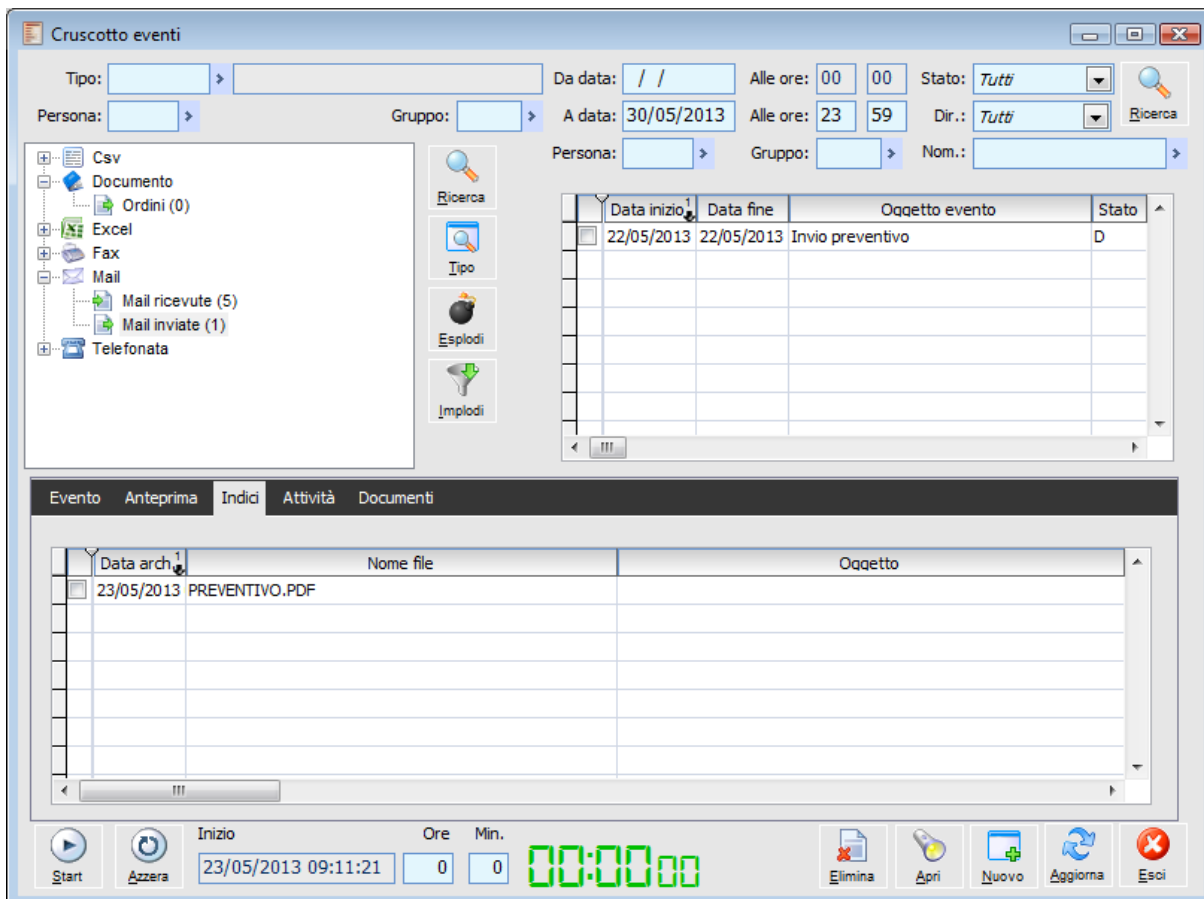 Cruscotto eventi
Tipo: Da data: / / Alle ore: 00 00 Stato: Tutti
Persona: Gruppo: A data: 30/05/2013 Alle ore: 23 59 Dir.: Tutti Ricerca
Persona: Gruppo: Nom.:
Csv
Documento
Ordini (0)
Excel
Fax
Mail
Mail ricevute (5)
Mail inviate (1)
Telefonata
Ricerca
Tipo
Esplodi
Implodi
Data inizio 1 Data fine Oggetto evento Stato
22/05/2013 22/05/2013 Invio preventivo D
Evento Anteprima Indici Attività Documenti
Data arch 1 Nome file Oggetto
23/05/2013 PREVENTIVO.PDF
Inizio Ore Min.
23/05/2013 09:11:21 0 0 00:00 00
Start Azzera Elimina Apri Nuovo Aggiorna Esci